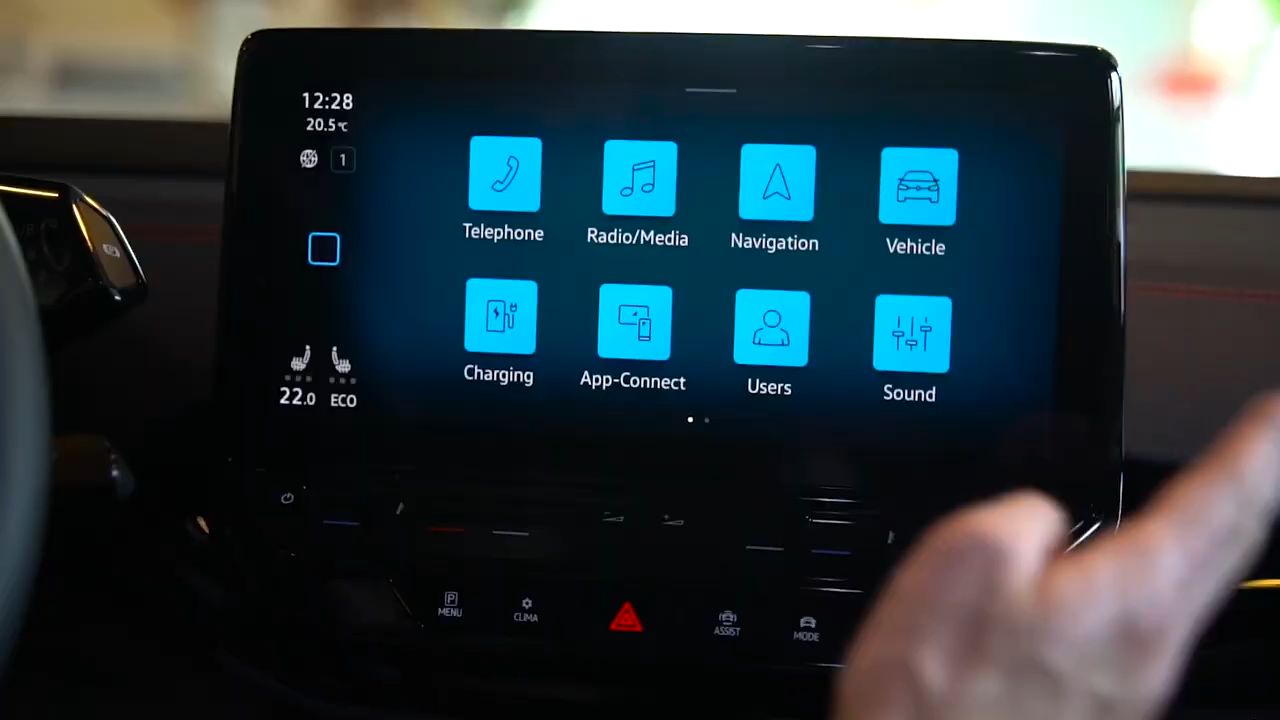 12:28
20.5°C
1
Telephone Radio/Media Navigation Vehicle
Charging App-Connect Users Sound
22.0 ECO
P
MENU CLIMA ASSIST MODE